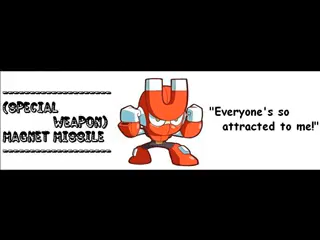 (SPECIAL
WEAPON)
MAGNET MISSILE
"Everyone's so
attracted to me!"